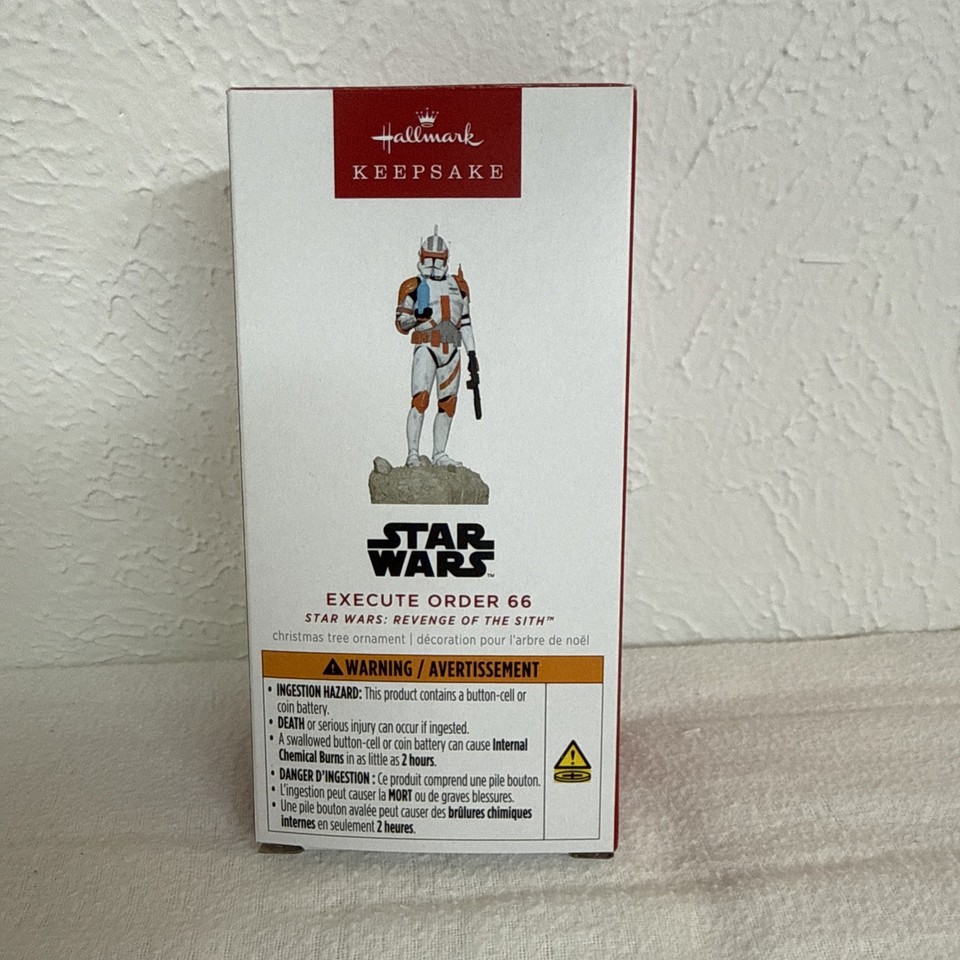 Hallmark
KEEPSAKE
STAR
WARS™
EXECUTE ORDER 66
STAR WARS: REVENGE OF THE SITH™
christmas tree ornament | décoration pour l'arbre de noël
WARNING / AVERTISSEMENT
• INGESTION HAZARD: This product contains a button-cell or
coin battery.
• DEATH or serious injury can occur if ingested.
• A swallowed button-cell or coin battery can cause Internal
Chemical Burns in as little as 2 hours.
• DANGER D'INGESTION : Ce produit comprend une pile bouton.
• L'ingestion peut causer la MORT ou de graves blessures.
• Une pile bouton avalée peut causer des brûlures chimiques
internes en seulement 2 heures.